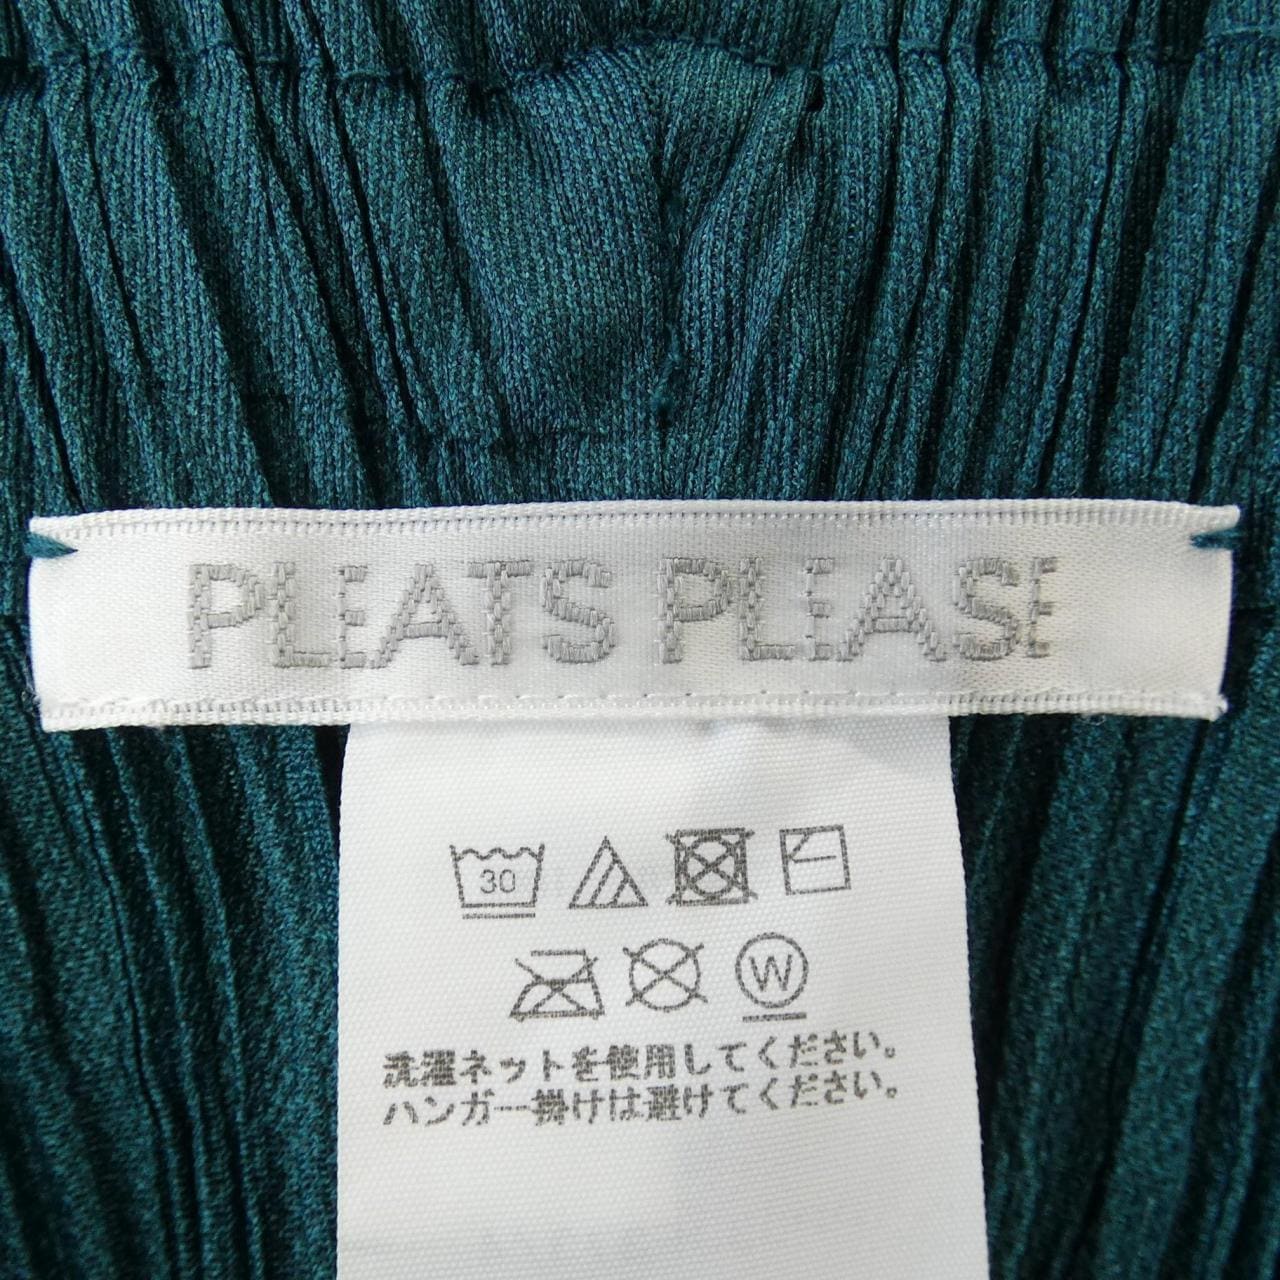 PLEATS PLEASE
30
W
洗濯ネットを使用してください。
ハンガー掛けは避けてください。